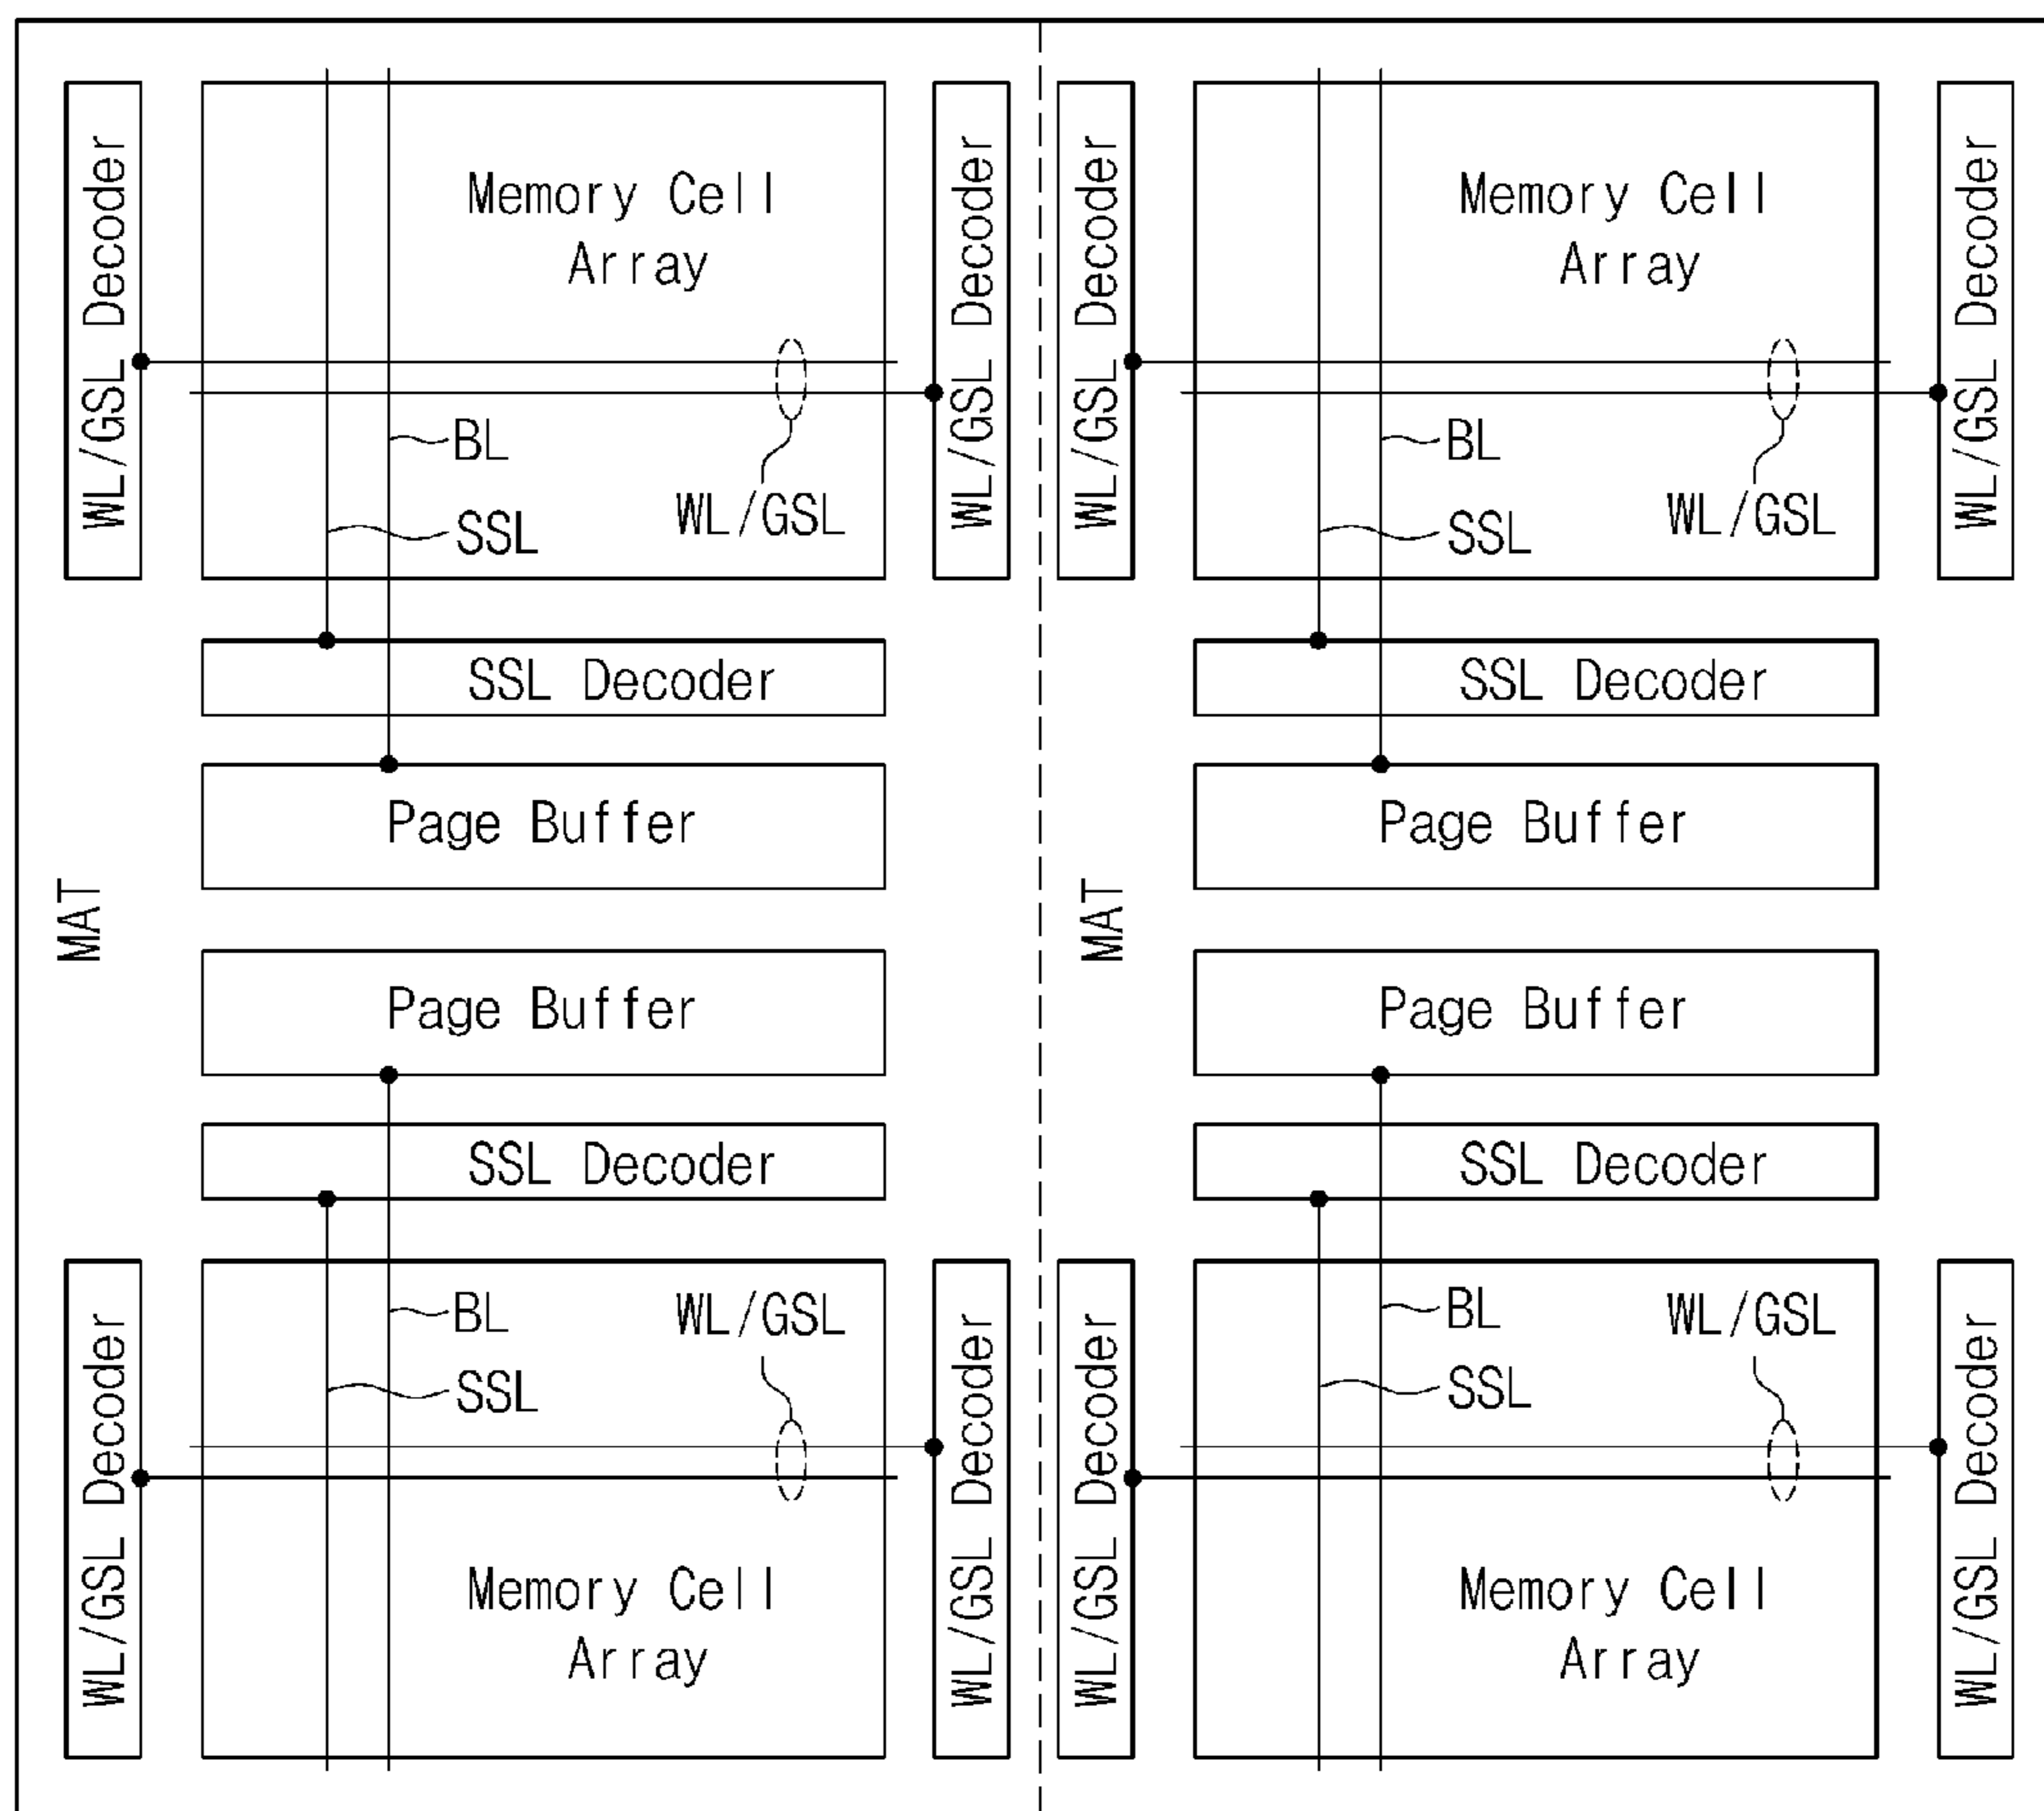 WL/GSL Decoder
Memory Cell
Array
BL
SSL
WL/GSL
WL/GSL Decoder
SSL Decoder
Page Buffer
MAT
Page Buffer
SSL Decoder
WL/GSL Decoder
BL
SSL
WL/GSL
Memory Cell
Array
WL/GSL Decoder
WL/GSL Decoder
Memory Cell
Array
BL
SSL
WL/GSL
WL/GSL Decoder
SSL Decoder
Page Buffer
MAT
Page Buffer
SSL Decoder
WL/GSL Decoder
BL
SSL
WL/GSL
Memory Cell
Array
WL/GSL Decoder